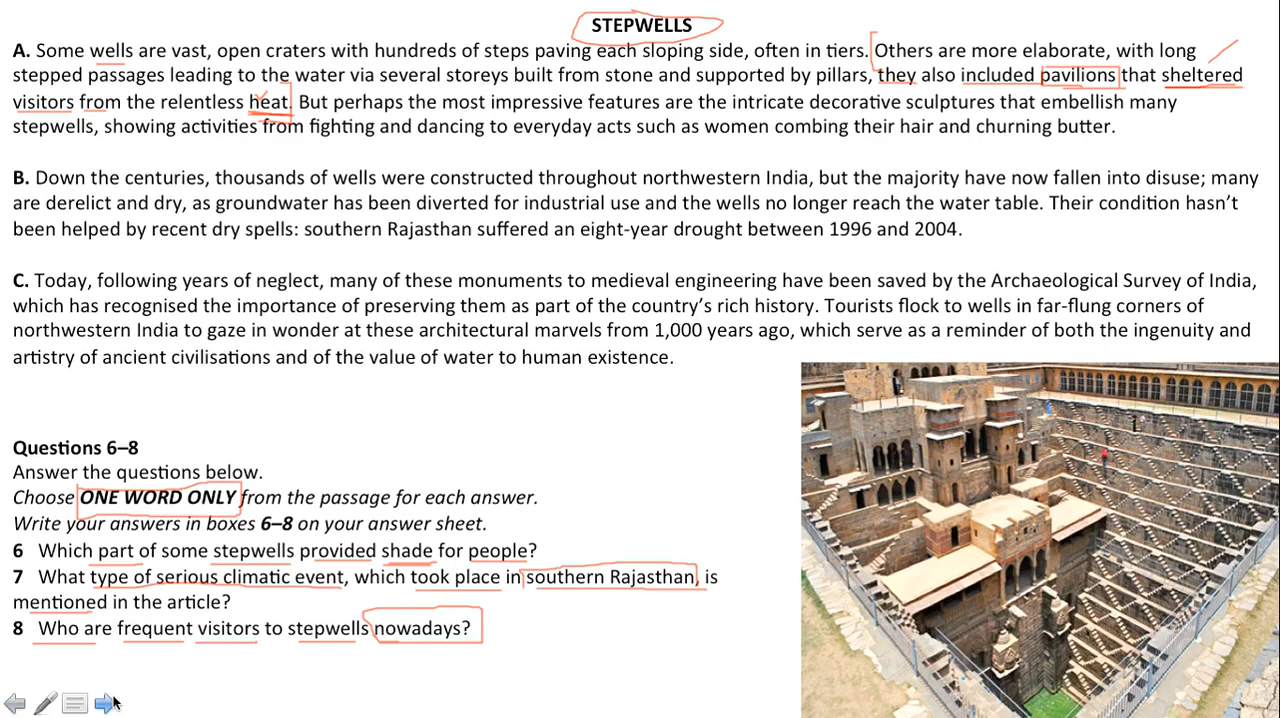 STEPWELLS
A. Some wells are vast, open craters with hundreds of steps paving each sloping side, often in tiers. Others are more elaborate, with long
stepped passages leading to the water via several storeys built from stone and supported by pillars, they also included pavilions that sheltered
visitors from the relentless heat. But perhaps the most impressive features are the intricate decorative sculptures that embellish many
stepwells, showing activities from fighting and dancing to everyday acts such as women combing their hair and churning butter.
B. Down the centuries, thousands of wells were constructed throughout northwestern India, but the majority have now fallen into disuse; many
are derelict and dry, as groundwater has been diverted for industrial use and the wells no longer reach the water table. Their condition hasn't
been helped by recent dry spells: southern Rajasthan suffered an eight-year drought between 1996 and 2004.
C. Today, following years of neglect, many of these monuments to medieval engineering have been saved by the Archaeological Survey of India,
which has recognised the importance of preserving them as part of the country's rich history. Tourists flock to wells in far-flung corners of
northwestern India to gaze in wonder at these architectural marvels from 1,000 years ago, which serve as a reminder of both the ingenuity and
artistry of ancient civilisations and of the value of water to human existence.
Questions 6–8
Answer the questions below.
Choose ONE WORD ONLY from the passage for each answer.
Write your answers in boxes 6–8 on your answer sheet.
6 Which part of some stepwells provided shade for people?
7 What type of serious climatic event, which took place in southern Rajasthan, is
mentioned in the article?
8 Who are frequent visitors to stepwells nowadays?